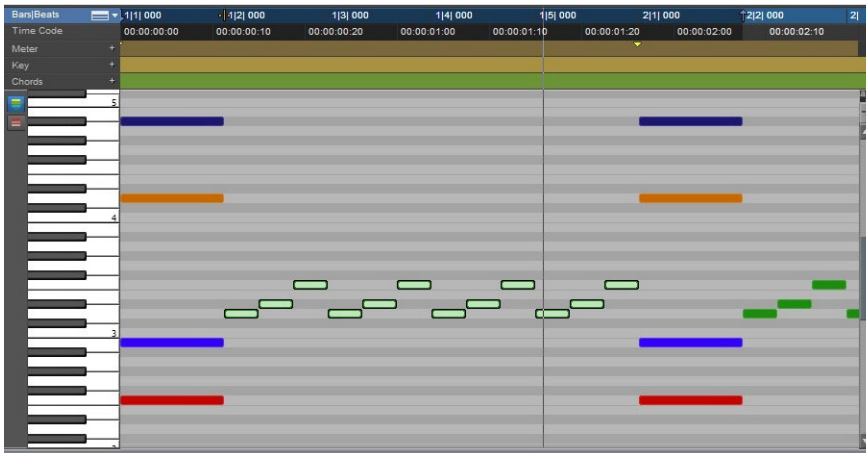 Bars|Beats 1|1| 000 1|2| 000 1|3| 000 1|4| 000 1|5| 000 2|1| 000 2|2| 000 2|
Time Code 00:00:00:00 00:00:00:10 00:00:00:20 00:00:01:00 00:00:01:10 00:00:01:20 00:00:02:00 00:00:02:10
Meter +
Key +
Chords +
5
4
3